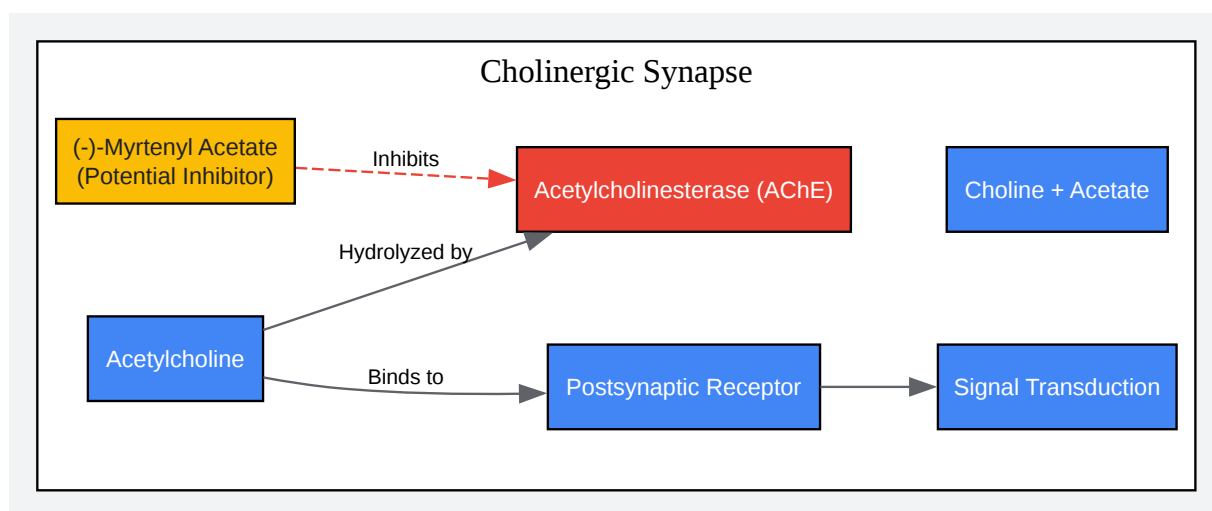 Cholinergic Synapse
(-)-Myrtenyl Acetate
(Potential Inhibitor)
Inhibits
Acetylcholinesterase (AChE)
Choline + Acetate
Hydrolyzed by
Acetylcholine
Binds to
Postsynaptic Receptor
Signal Transduction